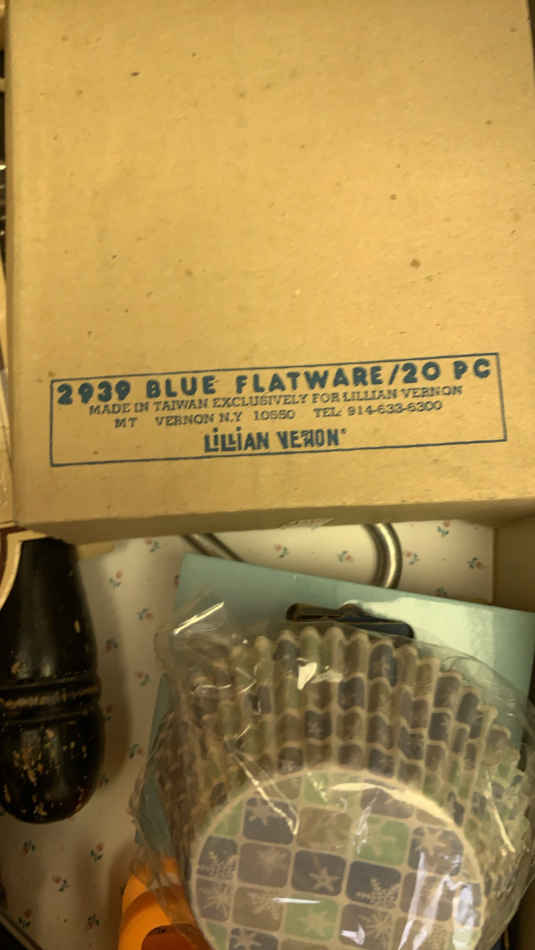 2939 BLUE FLATWARE/20 PC
MADE IN TAIWAN EXCLUSIVELY FOR LILLIAN VERNON
MT VERNON N.Y 10550 TEL: 914-633-6300
LILLIAN VERNON®